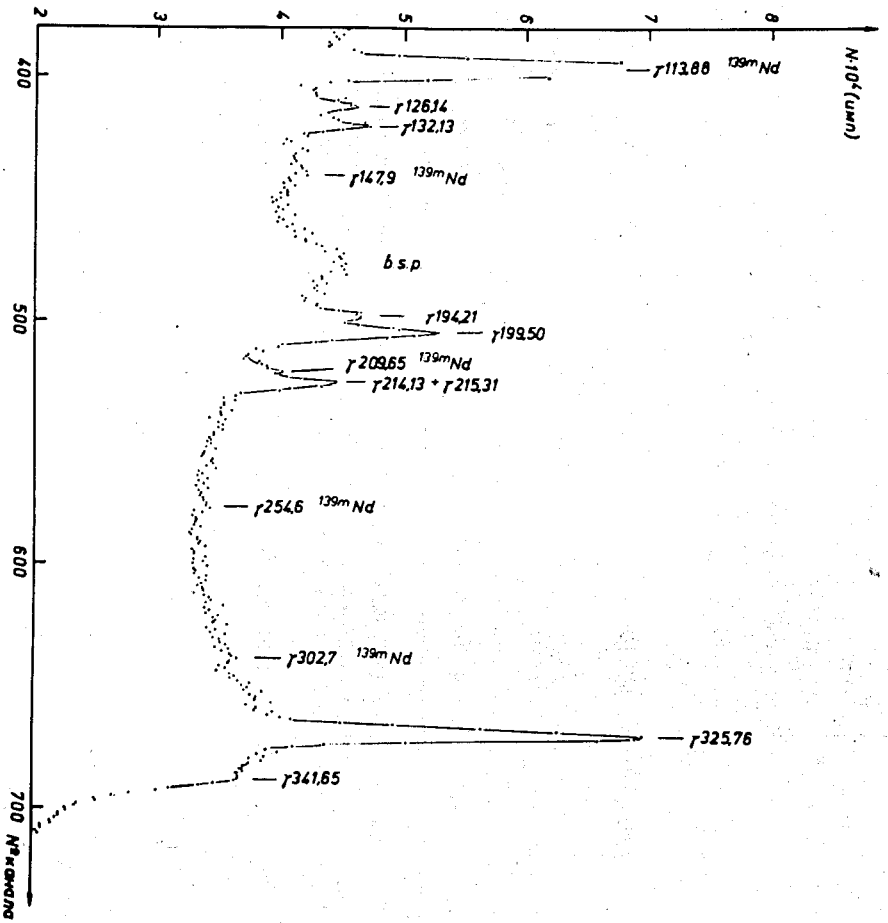 2 3 4 5 6 7 8
N·10⁴ (имп)
400
γ113,88 ¹³⁹ᵐNd
γ126,14
γ132,13
γ147,9 ¹³⁹ᵐNd
b.s.p.
500
γ194,21
γ199,50
γ209,65 ¹³⁹ᵐNd
γ214,13 + γ215,31
γ254,6 ¹³⁹ᵐNd
600
γ302,7 ¹³⁹ᵐNd
γ325,76
γ341,65
700
№ канала